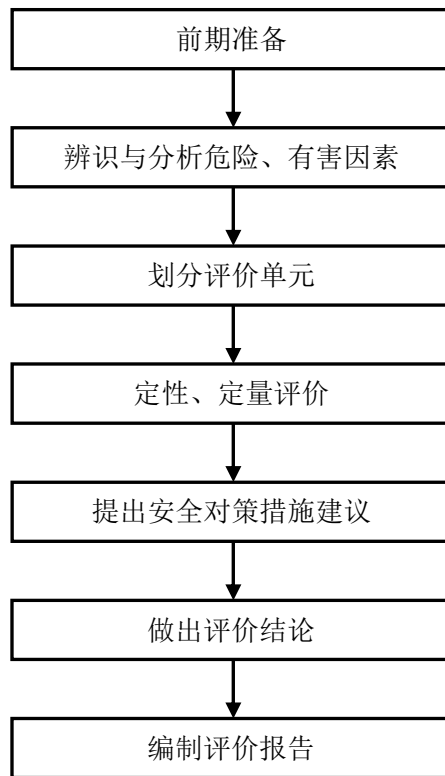 前期准备
辨识与分析危险、有害因素
划分评价单元
定性、定量评价
提出安全对策措施建议
做出评价结论
编制评价报告